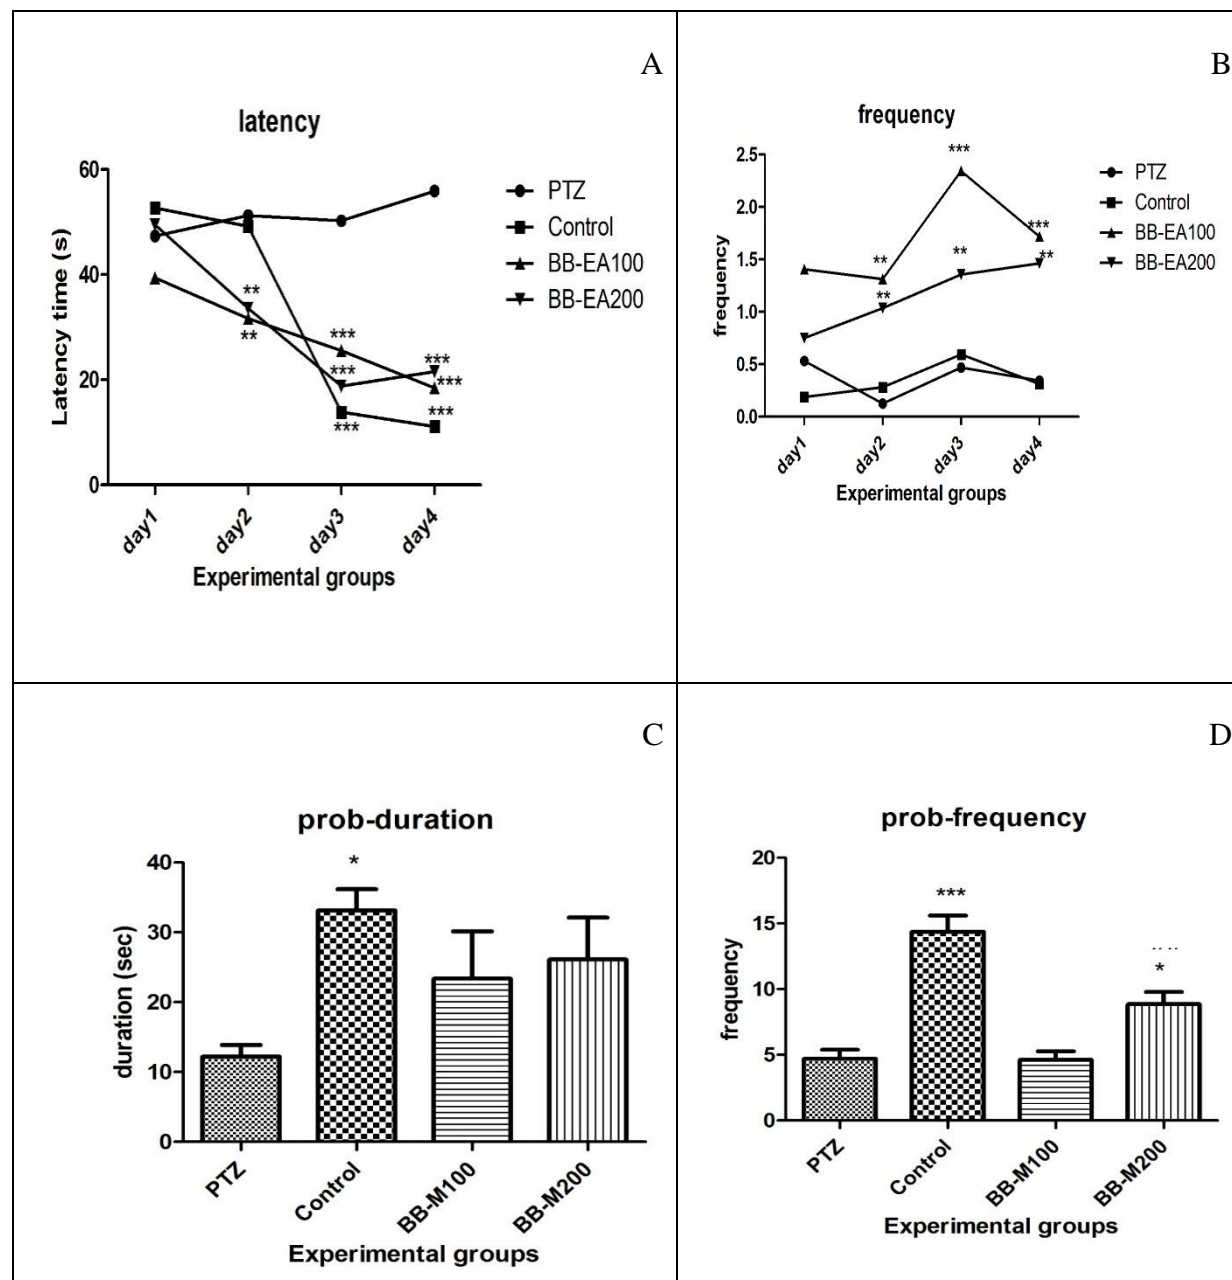 A
latency
Latency time (s)
60
40
20
0
**
**
***
***
***
***
***
***
day1
day2
day3
day4
Experimental groups
PTZ
Control
BB-EA100
BB-EA200
B
frequency
frequency
2.5
2.0
1.5
1.0
0.5
0.0
***
***
**
**
**
**
day1
day2
day3
day4
Experimental groups
PTZ
Control
BB-EA100
BB-EA200
C
prob-duration
duration (sec)
40
30
20
10
0
*
PTZ
Control
BB-M100
BB-M200
Experimental groups
D
prob-frequency
frequency
20
15
10
5
0
***
*
PTZ
Control
BB-M100
BB-M200
Experimental groups